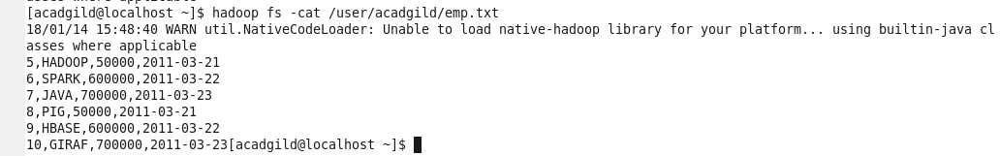 [acadgild@localhost ~]$ hadoop fs -cat /user/acadgild/emp.txt
18/01/14 15:48:40 WARN util.NativeCodeLoader: Unable to load native-hadoop library for your platform... using builtin-java cl
asses where applicable
5,HADOOP,50000,2011-03-21
6,SPARK,600000,2011-03-22
7,JAVA,700000,2011-03-23
8,PIG,50000,2011-03-21
9,HBASE,600000,2011-03-22
10,GIRAF,700000,2011-03-23[acadgild@localhost ~]$